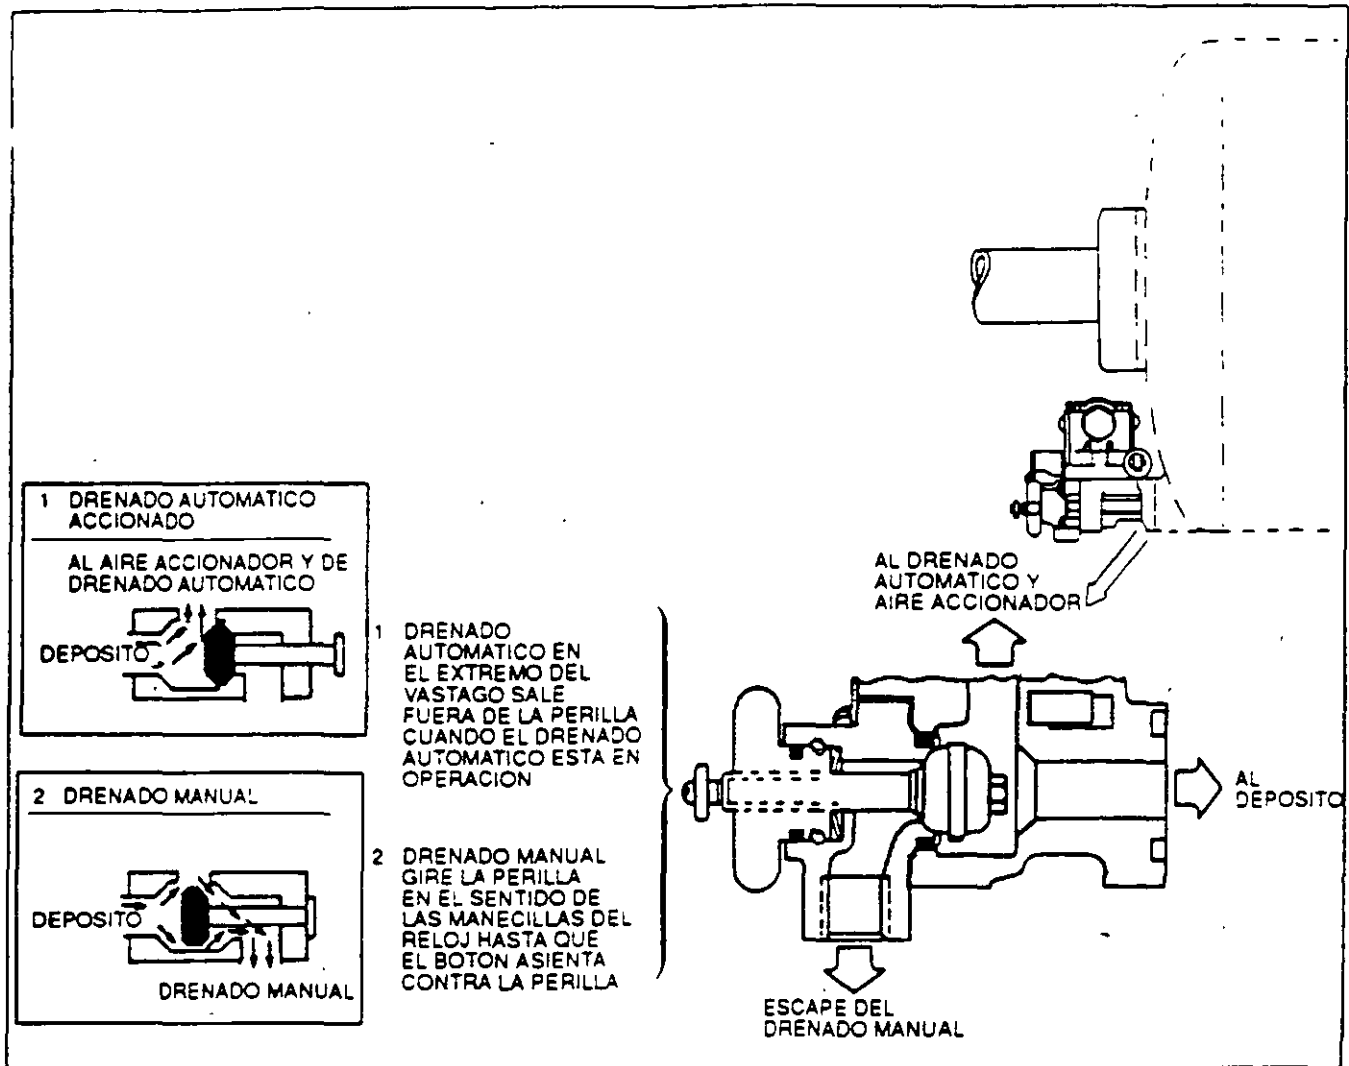 1 DRENADO AUTOMATICO
ACCIONADO
AL AIRE ACCIONADOR Y DE
DRENADO AUTOMATICO
DEPOSITO
2 DRENADO MANUAL
DEPOSITO
DRENADO MANUAL
1 DRENADO
AUTOMATICO EN
EL EXTREMO DEL
VASTAGO SALE
FUERA DE LA PERILLA
CUANDO EL DRENADO
AUTOMATICO ESTA EN
OPERACION
2 DRENADO MANUAL
GIRE LA PERILLA
EN EL SENTIDO DE
LAS MANECILLAS DEL
RELOJ HASTA QUE
EL BOTON ASIENTA
CONTRA LA PERILLA
AL DRENADO
AUTOMATICO Y
AIRE ACCIONADOR
AL
DEPOSITO
ESCAPE DEL
DRENADO MANUAL